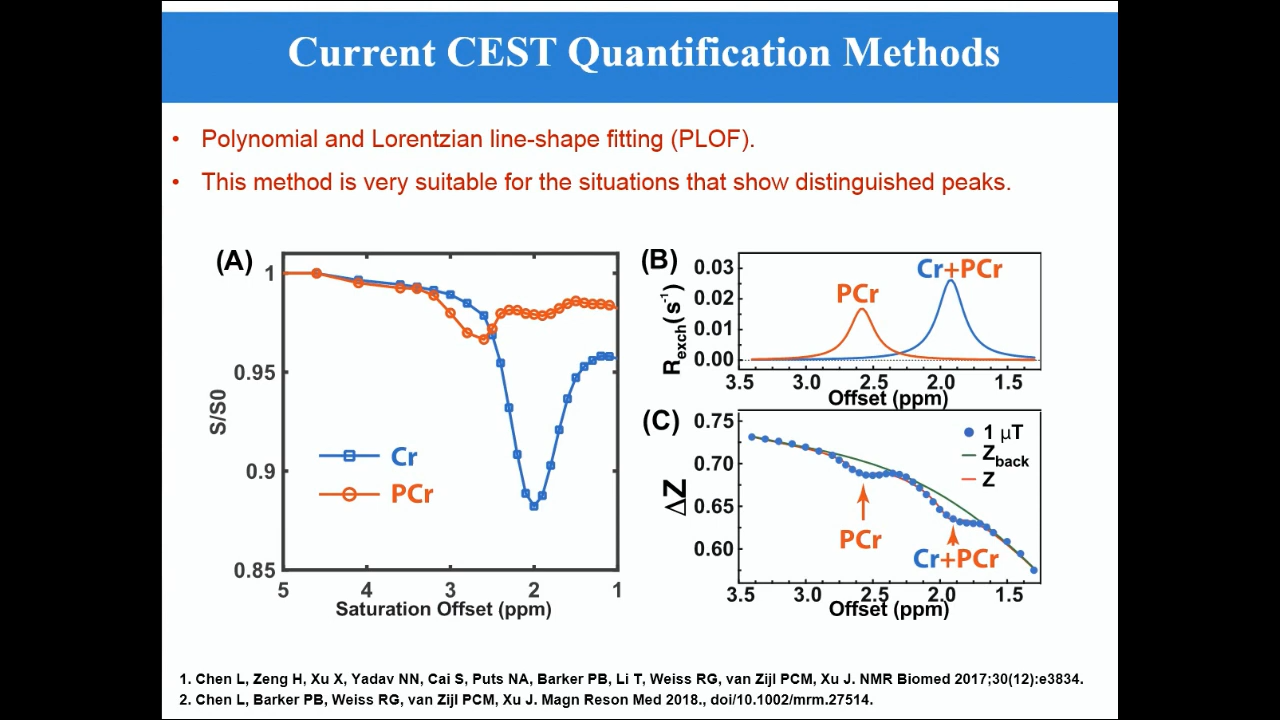 Current CEST Quantification Methods
• Polynomial and Lorentzian line-shape fitting (PLOF).
• This method is very suitable for the situations that show distinguished peaks.
(A)
1
0.95
0.9
0.85
S/S0
Cr
PCr
5 4 3 2 1
Saturation Offset (ppm)
(B)
Cr+PCr
PCr
0.03
0.02
0.01
0.00
Rexch(s-1)
3.5 3.0 2.5 2.0 1.5
Offset (ppm)
(C)
0.75
0.70
0.65
0.60
ΔZ
1 µT
Zback
Z
PCr
Cr+PCr
3.5 3.0 2.5 2.0 1.5
Offset (ppm)
1. Chen L, Zeng H, Xu X, Yadav NN, Cai S, Puts NA, Barker PB, Li T, Weiss RG, van Zijl PCM, Xu J. NMR Biomed 2017;30(12):e3834.
2. Chen L, Barker PB, Weiss RG, van Zijl PCM, Xu J. Magn Reson Med 2018., doi/10.1002/mrm.27514.